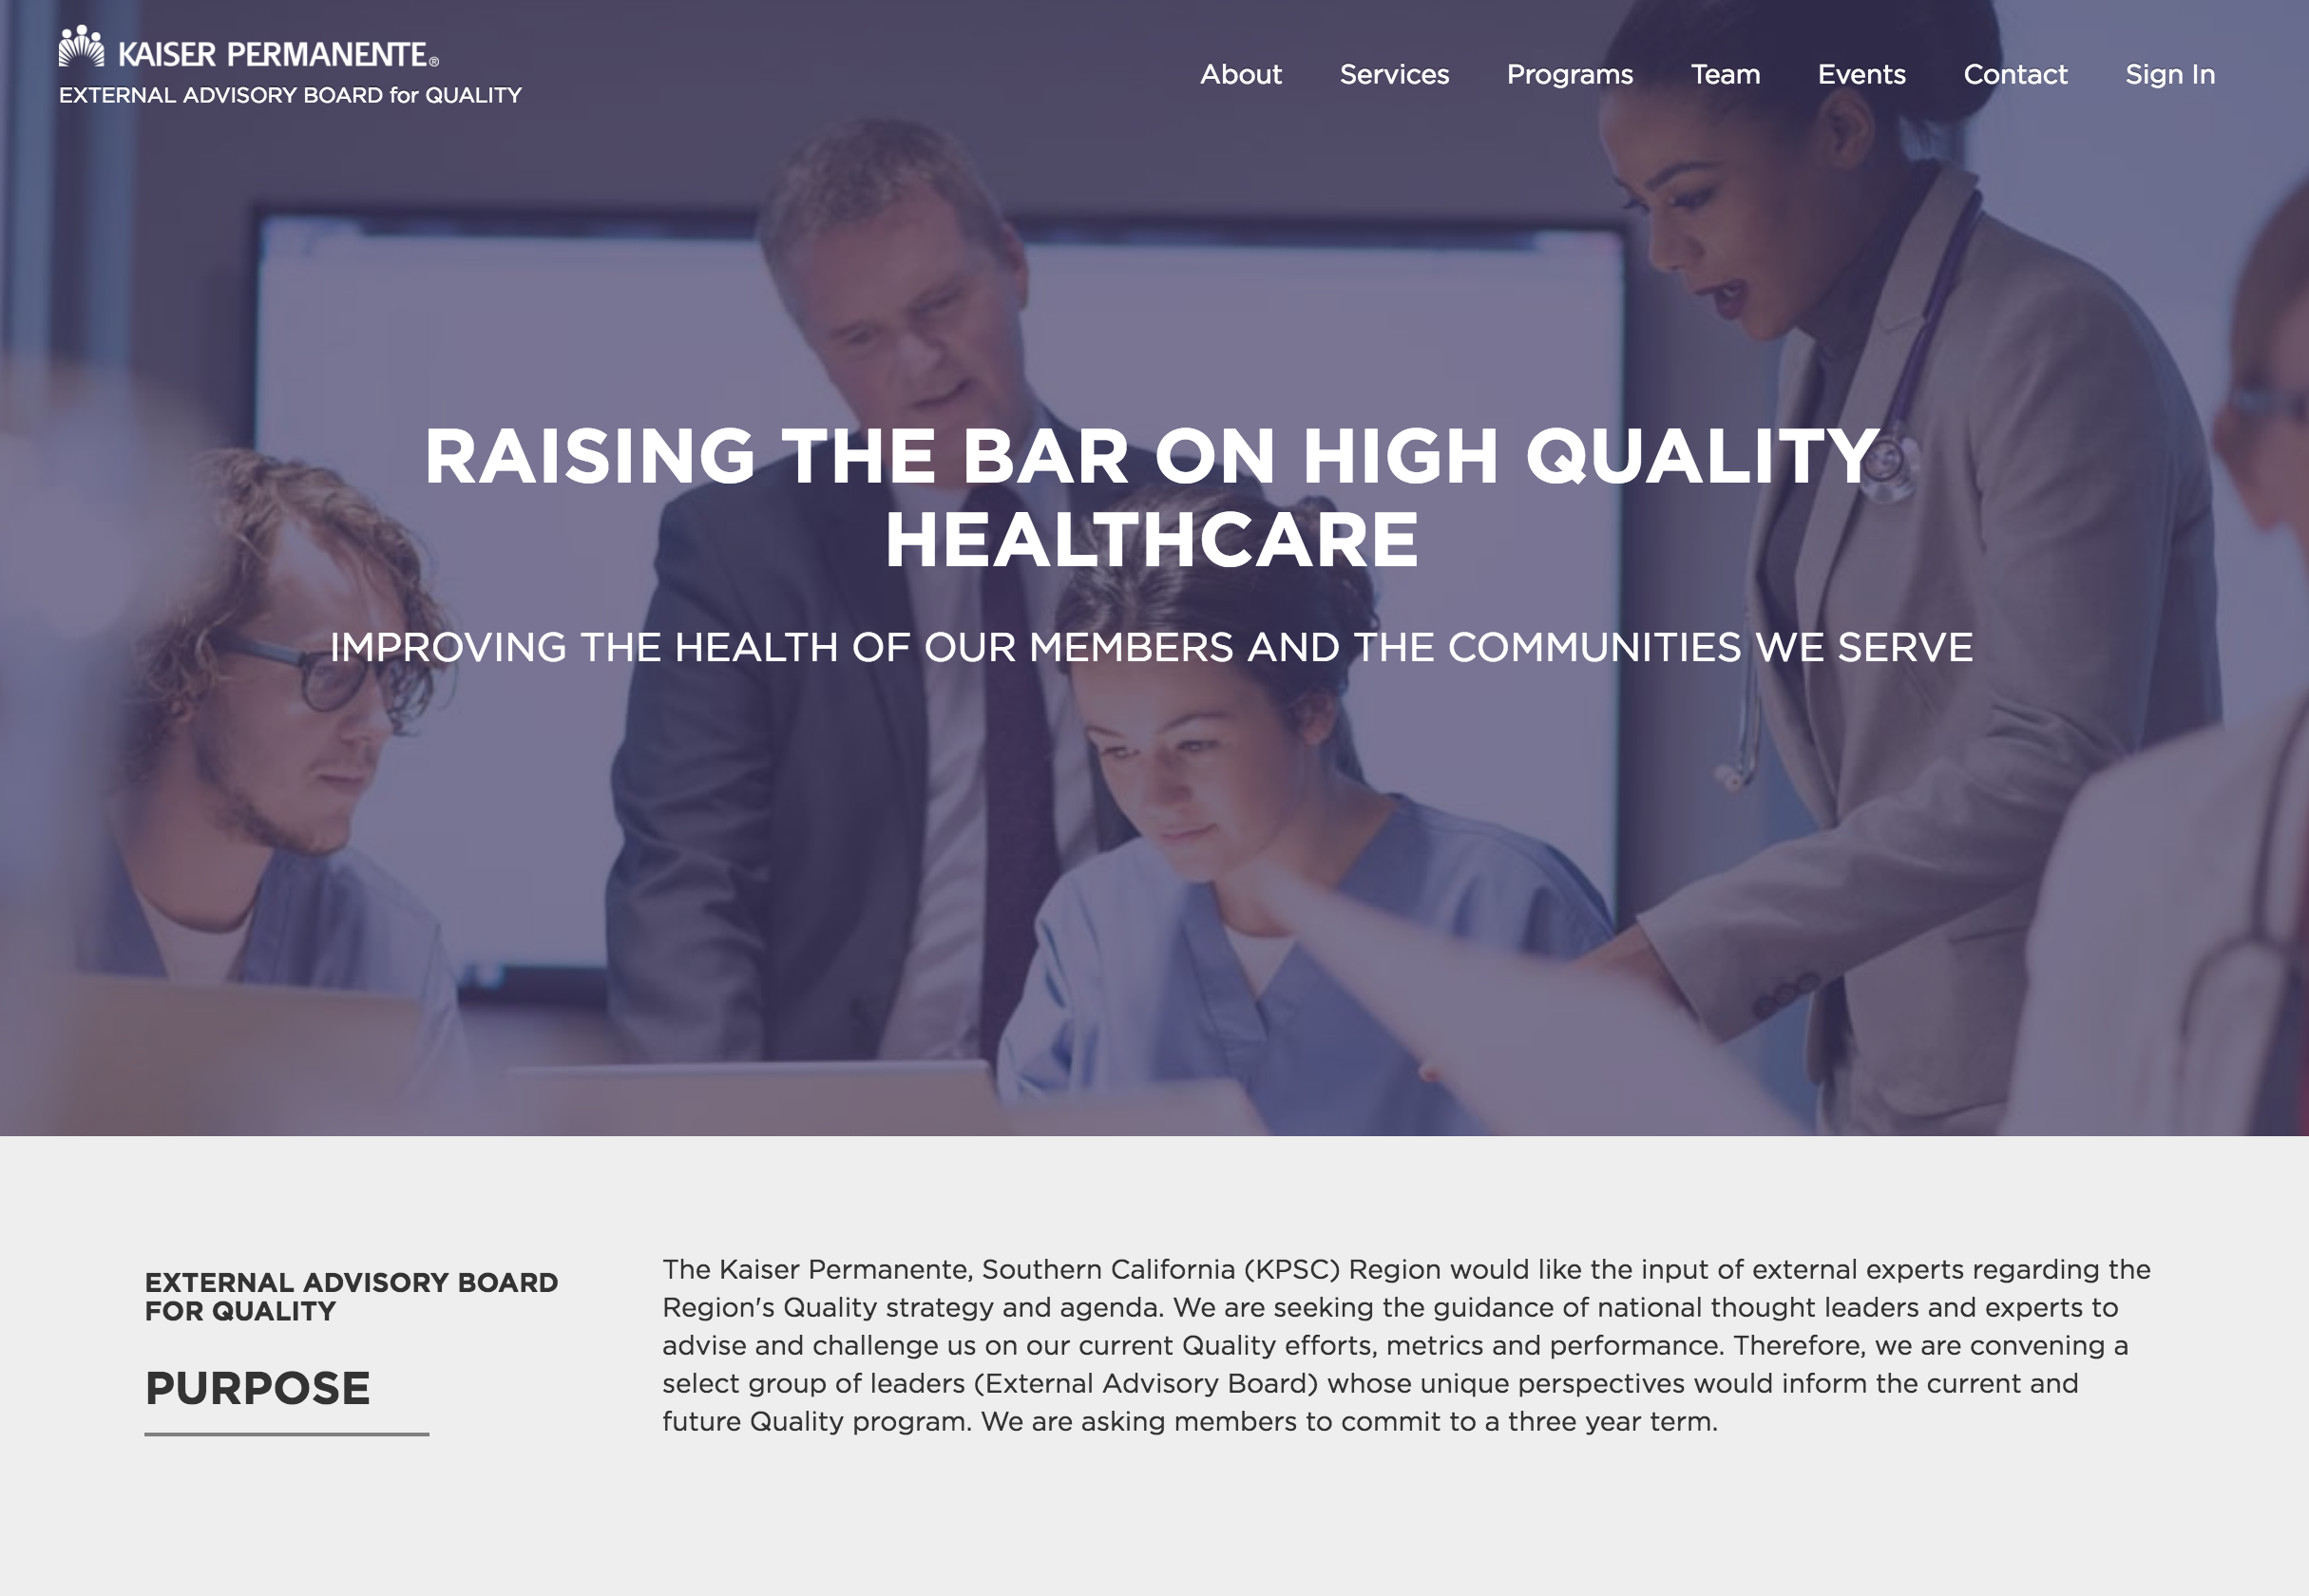 KAISER PERMANENTE®
EXTERNAL ADVISORY BOARD for QUALITY
About Services Programs Team Events Contact Sign In
RAISING THE BAR ON HIGH QUALITY
HEALTHCARE
IMPROVING THE HEALTH OF OUR MEMBERS AND THE COMMUNITIES WE SERVE
EXTERNAL ADVISORY BOARD
FOR QUALITY
PURPOSE
The Kaiser Permanente, Southern California (KPSC) Region would like the input of external experts regarding the
Region's Quality strategy and agenda. We are seeking the guidance of national thought leaders and experts to
advise and challenge us on our current Quality efforts, metrics and performance. Therefore, we are convening a
select group of leaders (External Advisory Board) whose unique perspectives would inform the current and
future Quality program. We are asking members to commit to a three year term.